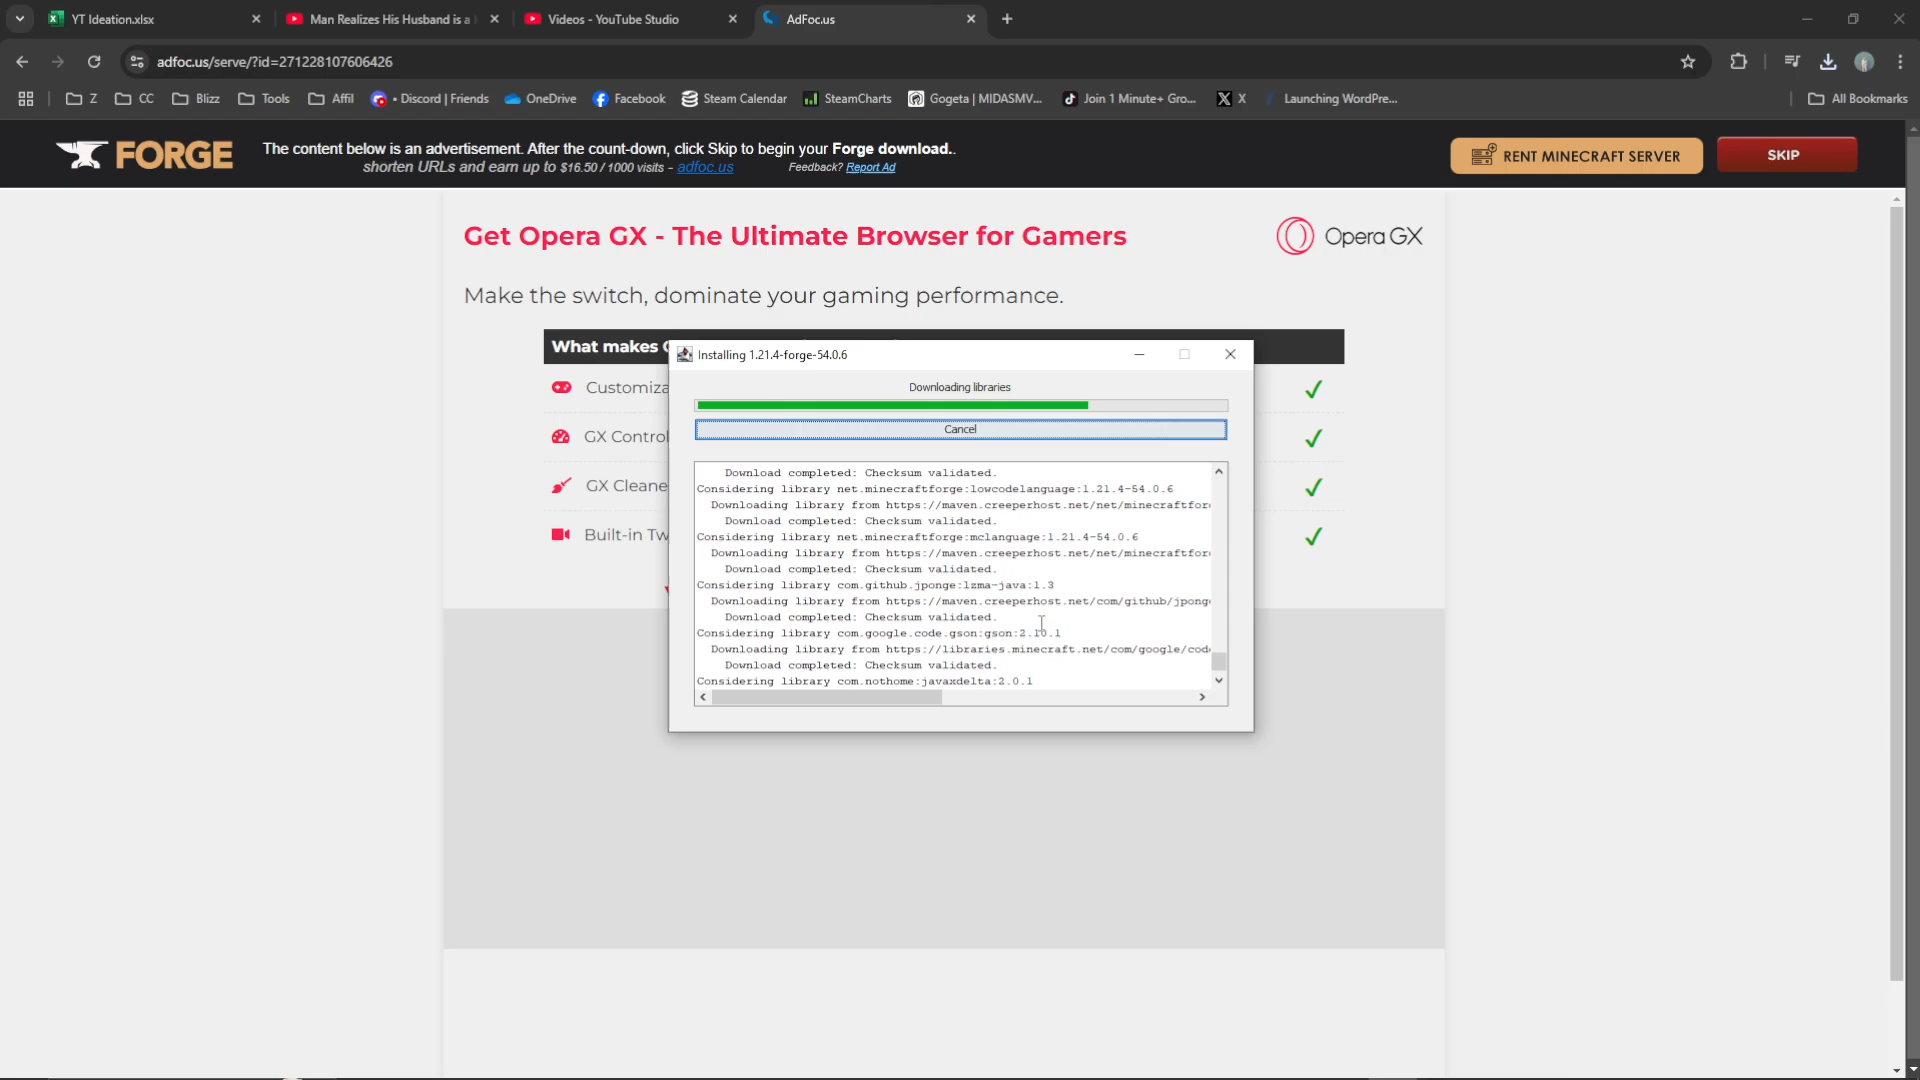 YT Ideation.xlsx
Man Realizes His Husband is a
Videos - YouTube Studio
AdFoc.us
adfoc.us/serve/?id=271228107606426
Z
CC
Blizz
Tools
Affil
• Discord | Friends
OneDrive
Facebook
Steam Calendar
SteamCharts
Gogeta | MIDASMV...
Join 1 Minute+ Gro...
X
Launching WordPre...
All Bookmarks
FORGE
The content below is an advertisement. After the count-down, click Skip to begin your Forge download..
shorten URLs and earn up to $16.50 / 1000 visits - adfoc.us
Feedback? Report Ad
RENT MINECRAFT SERVER
SKIP
Get Opera GX - The Ultimate Browser for Gamers
Opera GX
Make the switch, dominate your gaming performance.
What makes
Customiza
GX Control
GX Cleane
Built-in Tw
Installing 1.21.4-forge-54.0.6
Downloading libraries
Cancel
Download completed: Checksum validated.
Considering library net.minecraftforge:lowcodelanguage:1.21.4-54.0.6
Downloading library from https://maven.creeperhost.net/net/minecraftfor
Download completed: Checksum validated.
Considering library net.minecraftforge:mclanguage:1.21.4-54.0.6
Downloading library from https://maven.creeperhost.net/net/minecraftfor
Download completed: Checksum validated.
Considering library com.github.jponge:lzma-java:1.3
Downloading library from https://maven.creeperhost.net/com/github/jpong
Download completed: Checksum validated.
Considering library com.google.code.gson:gson:2.10.1
Downloading library from https://libraries.minecraft.net/com/google/cod
Download completed: Checksum validated.
Considering library com.nothome:javaxdelta:2.0.1